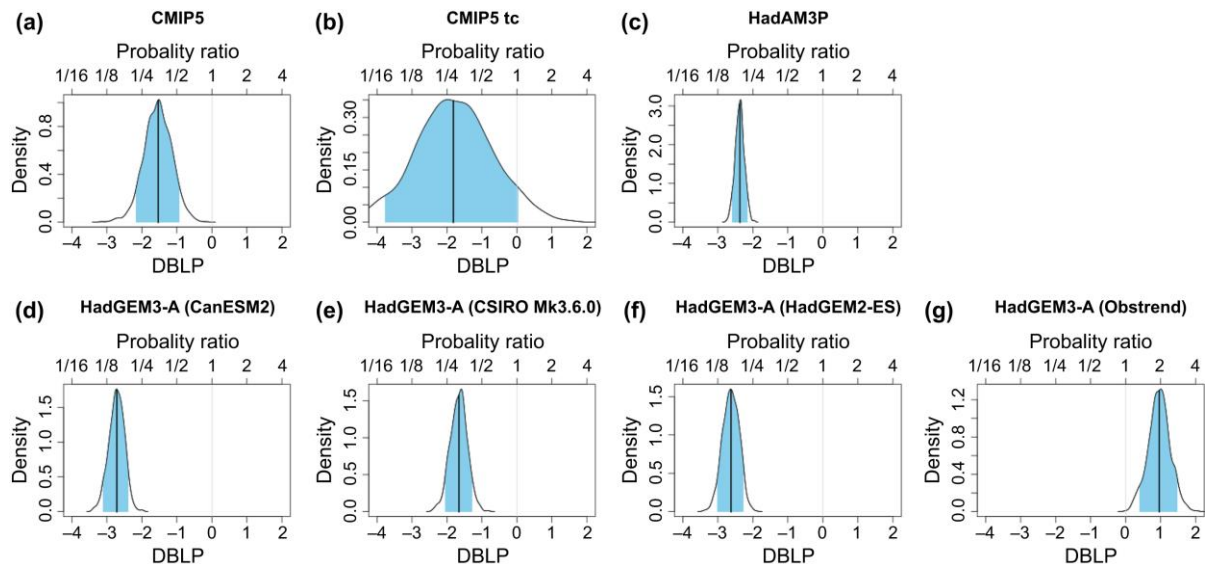 (a) CMIP5
Probality ratio
1/16 1/8 1/4 1/2 1 2 4
Density
0.0 0.4 0.8
−4 −3 −2 −1 0 1 2
DBLP
(b) CMIP5 tc
Probality ratio
1/16 1/8 1/4 1/2 1 2 4
Density
0.00 0.15 0.30
−4 −3 −2 −1 0 1 2
DBLP
(c) HadAM3P
Probality ratio
1/16 1/8 1/4 1/2 1 2 4
Density
0.0 1.0 2.0 3.0
−4 −3 −2 −1 0 1 2
DBLP
(d) HadGEM3-A (CanESM2)
Probality ratio
1/16 1/8 1/4 1/2 1 2 4
Density
0.0 0.5 1.0 1.5
−4 −3 −2 −1 0 1 2
DBLP
(e) HadGEM3-A (CSIRO Mk3.6.0)
Probality ratio
1/16 1/8 1/4 1/2 1 2 4
Density
0.0 0.5 1.0 1.5
−4 −3 −2 −1 0 1 2
DBLP
(f) HadGEM3-A (HadGEM2-ES)
Probality ratio
1/16 1/8 1/4 1/2 1 2 4
Density
0.0 0.5 1.0 1.5
−4 −3 −2 −1 0 1 2
DBLP
(g) HadGEM3-A (Obstrend)
Probality ratio
1/16 1/8 1/4 1/2 1 2 4
Density
0.0 0.4 0.8 1.2
−4 −3 −2 −1 0 1 2
DBLP